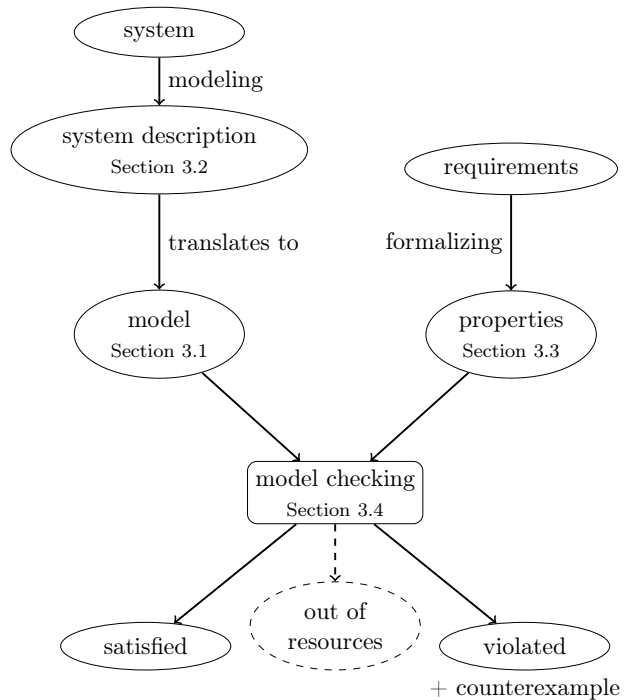 system
modeling
system description
Section 3.2
requirements
translates to
formalizing
model
Section 3.1
properties
Section 3.3
model checking
Section 3.4
satisfied
out of
resources
violated
+ counterexample